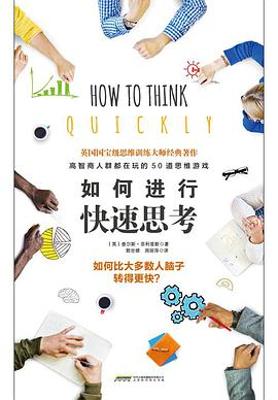 HOW TO THINK
QUICKLY
英国国宝级思维训练大师经典著作
高智商人群都在玩的50道思维游戏
如何进行
快速思考
如何比大多数人脑子
转得更快?